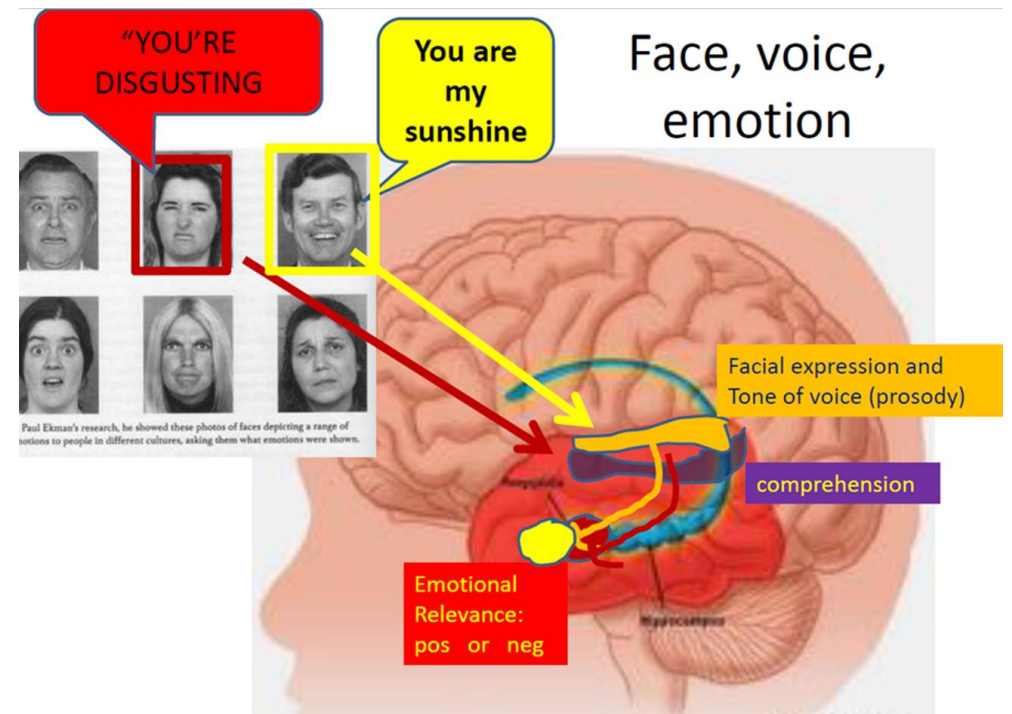 “YOU’RE
DISGUSTING
You are
my
sunshine
Face, voice,
emotion
Paul Ekman's research, he showed these photos of faces depicting a range of
otions to people in different cultures, asking them what emotions were shown.
Facial expression and
Tone of voice (prosody)
comprehension
Amygdala
Emotional
Relevance:
pos or neg
Hippocampus